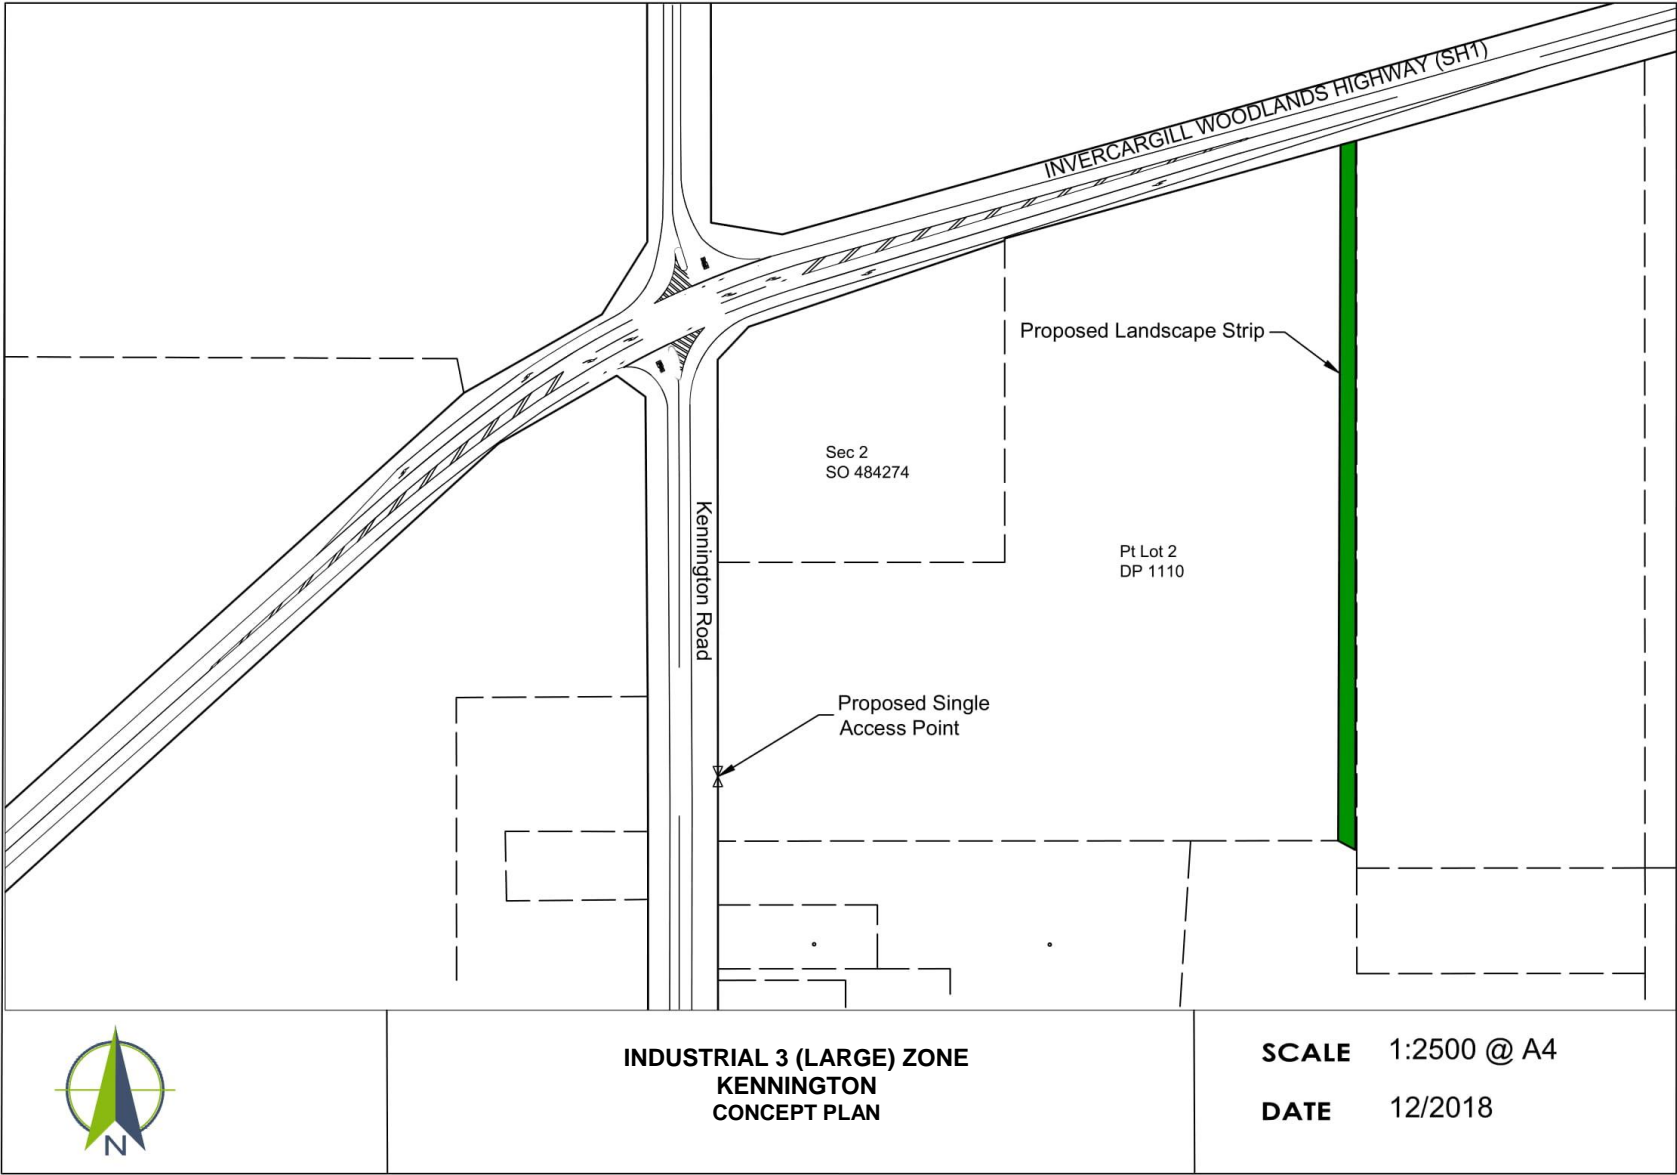 INVERCARGILL WOODLANDS HIGHWAY (SH1)
Proposed Landscape Strip
Sec 2
SO 484274
Kennington Road
Pt Lot 2
DP 1110
Proposed Single
Access Point
N
INDUSTRIAL 3 (LARGE) ZONE
KENNINGTON
CONCEPT PLAN
SCALE 1:2500 @ A4
DATE 12/2018